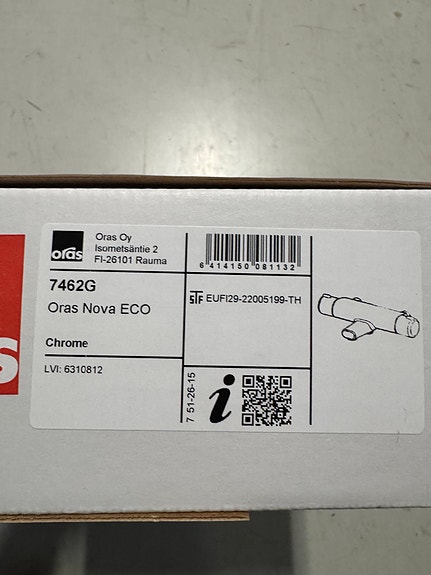 oras
Oras Oy
Isometsäntie 2
FI-26101 Rauma
7462G
Oras Nova ECO
Chrome
LVI: 6310812
6 414150 081132
STF EUFI29-22005199-TH
7 51-26-15
i
s